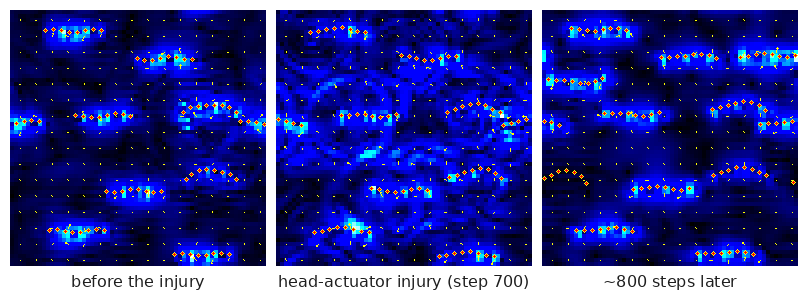 before the injury
head-actuator injury (step 700)
~800 steps later